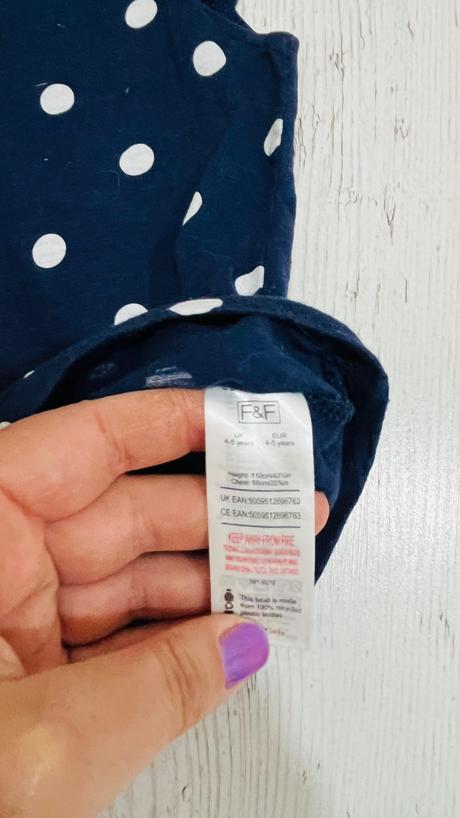 F&F
UK EUR
4-5 years 4-5 years
Height: 110cm/43¼in
Chest: 58cm/22¾in
UK EAN:5059512696763
CE EAN:5059512696763
KEEP AWAY FROM FIRE
This label is made
from 100% recycled
plastic bottles